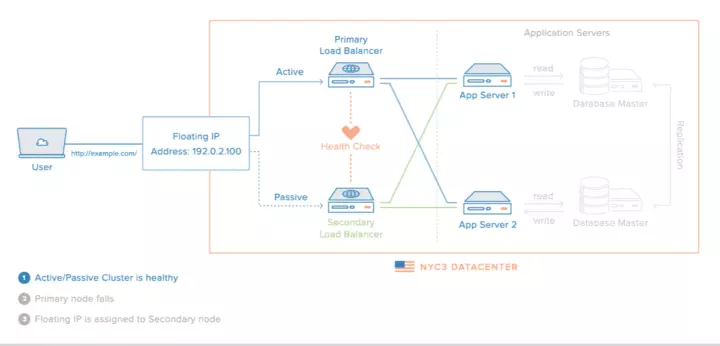 Primary
Load Balancer
Application Servers
Active
read
write
App Server 1
Database Master
Floating IP
Address: 192.0.2.100
http://example.com/
User
Health Check
Replication
Passive
read
write
Secondary
Load Balancer
App Server 2
Database Master
NYC3 DATACENTER
1 Active/Passive Cluster is healthy
2 Primary node fails
3 Floating IP is assigned to Secondary node